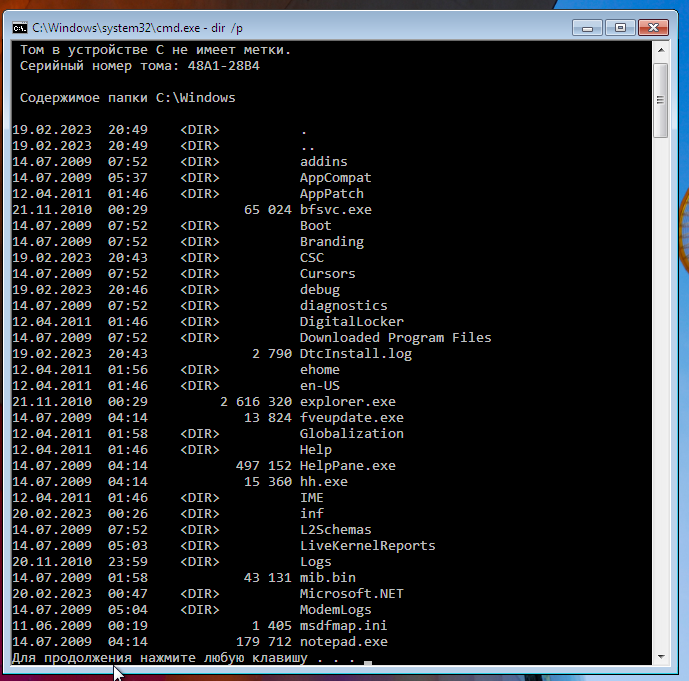 C:\Windows\system32\cmd.exe - dir /p
Том в устройстве C не имеет метки.
Серийный номер тома: 48A1-28B4
Содержимое папки C:\Windows
19.02.2023  20:49    <DIR>          .
19.02.2023  20:49    <DIR>          ..
14.07.2009  07:52    <DIR>          addins
14.07.2009  05:37    <DIR>          AppCompat
12.04.2011  01:46    <DIR>          AppPatch
21.11.2010  00:29            65 024 bfsvc.exe
14.07.2009  07:52    <DIR>          Boot
14.07.2009  07:52    <DIR>          Branding
19.02.2023  20:43    <DIR>          CSC
14.07.2009  07:52    <DIR>          Cursors
19.02.2023  20:46    <DIR>          debug
14.07.2009  07:52    <DIR>          diagnostics
12.04.2011  01:46    <DIR>          DigitalLocker
14.07.2009  07:52    <DIR>          Downloaded Program Files
19.02.2023  20:43             2 790 DtcInstall.log
12.04.2011  01:56    <DIR>          ehome
12.04.2011  01:46    <DIR>          en-US
21.11.2010  00:29         2 616 320 explorer.exe
14.07.2009  04:14            13 824 fveupdate.exe
12.04.2011  01:58    <DIR>          Globalization
12.04.2011  01:46    <DIR>          Help
14.07.2009  04:14           497 152 HelpPane.exe
14.07.2009  04:14            15 360 hh.exe
12.04.2011  01:46    <DIR>          IME
20.02.2023  00:26    <DIR>          inf
14.07.2009  07:52    <DIR>          L2Schemas
14.07.2009  05:03    <DIR>          LiveKernelReports
20.11.2010  23:59    <DIR>          Logs
14.07.2009  01:58            43 131 mib.bin
20.02.2023  00:47    <DIR>          Microsoft.NET
14.07.2009  05:04    <DIR>          ModemLogs
11.06.2009  00:19             1 405 msdfmap.ini
14.07.2009  04:14           179 712 notepad.exe
Для продолжения нажмите любую клавишу . . .